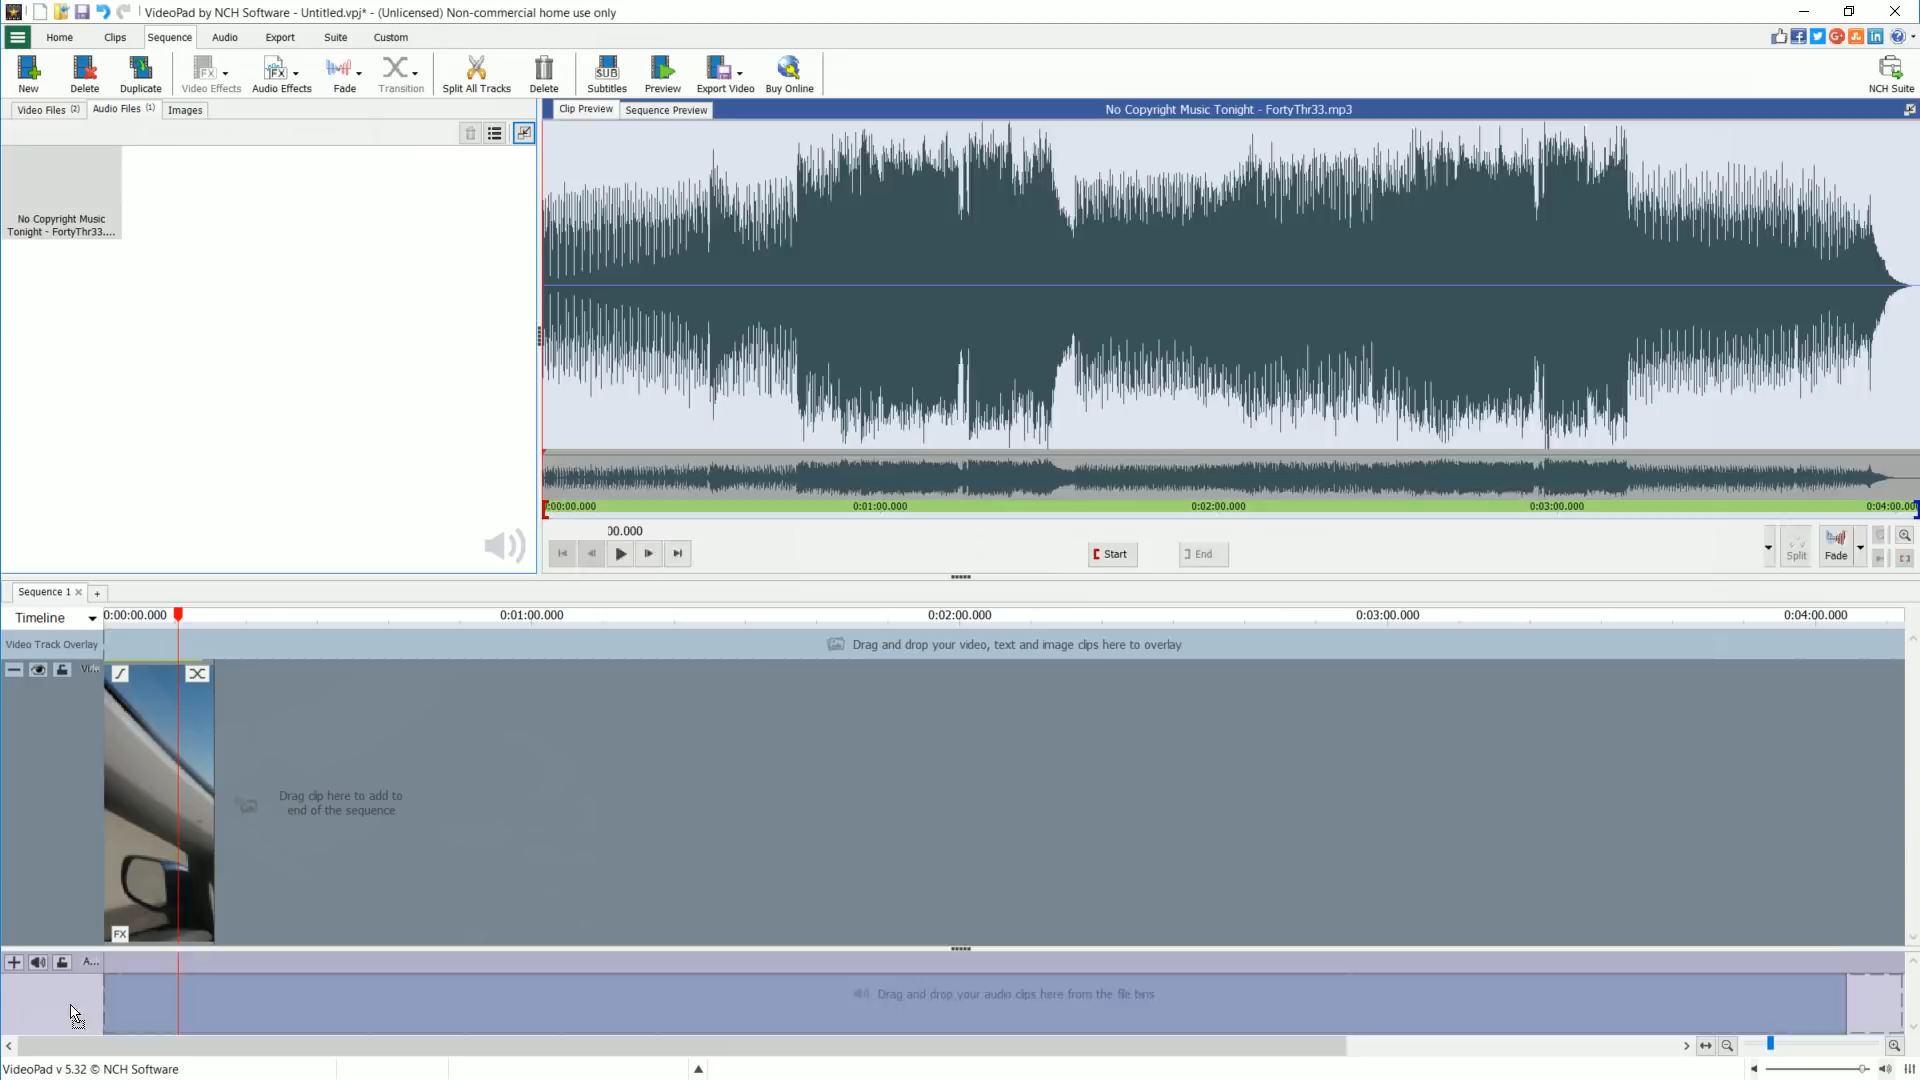 VideoPad by NCH Software - Untitled.vpj* - (Unlicensed) Non-commercial home use only
Home Clips Sequence Audio Export Suite Custom
New Delete Duplicate Video Effects Audio Effects Fade Transition Split All Tracks Delete Subtitles Preview Export Video Buy Online NCH Suite
Video Files (2) Audio Files (1) Images
Clip Preview Sequence Preview No Copyright Music Tonight - FortyThr33.mp3
No Copyright Music
Tonight - FortyThr33....
:00:00.000 0:01:00.000 0:02:00.000 0:03:00.000 0:04:00.00
00.000
Start End Split Fade
Sequence 1
Timeline 0:00:00.000 0:01:00.000 0:02:00.000 0:03:00.000 0:04:00.000
Video Track Overlay Drag and drop your video, text and image clips here to overlay
FX
Drag clip here to add to
end of the sequence
A...
Drag and drop your audio clips here from the file bins
VideoPad v 5.32 © NCH Software